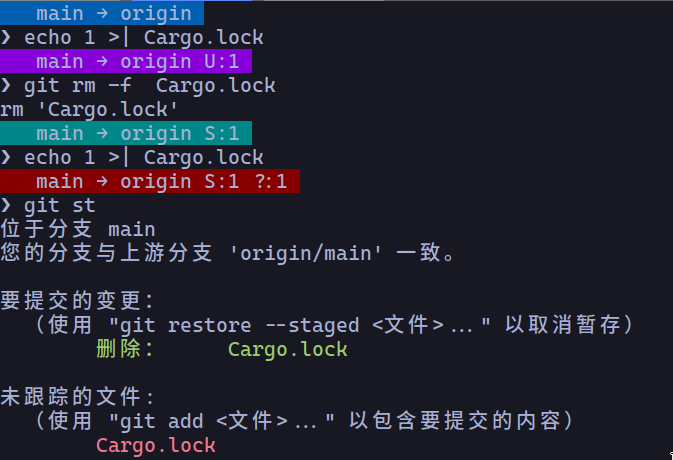 main → origin
❯ echo 1 >| Cargo.lock
main → origin U:1
❯ git rm -f  Cargo.lock
rm 'Cargo.lock'
main → origin S:1
❯ echo 1 >| Cargo.lock
main → origin S:1 ?:1
❯ git st
位于分支 main
您的分支与上游分支 'origin/main' 一致。
要提交的变更：
（使用 "git restore --staged <文件>..." 以取消暂存）
删除：      Cargo.lock
未跟踪的文件:
（使用 "git add <文件>..." 以包含要提交的内容）
Cargo.lock